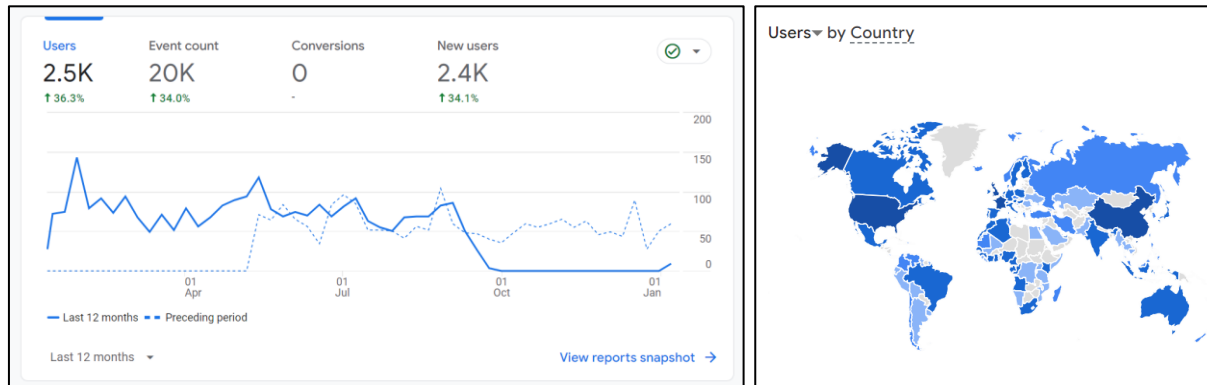 Users Event count Conversions New users
2.5K 20K 0 2.4K
↑ 36.3% ↑ 34.0% - ↑ 34.1%
200
150
100
50
0
01 01 01 01
Apr Jul Oct Jan
Last 12 months Preceding period
Last 12 months View reports snapshot →
Users by Country